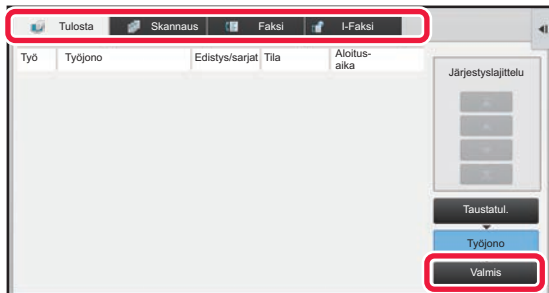 Tulosta Skannaus Faksi I-Faksi
Työ Työjono Edistys/sarjat Tila Aloitus-
aika
Järjestyslajittelu
Taustatul.
Työjono
Valmis